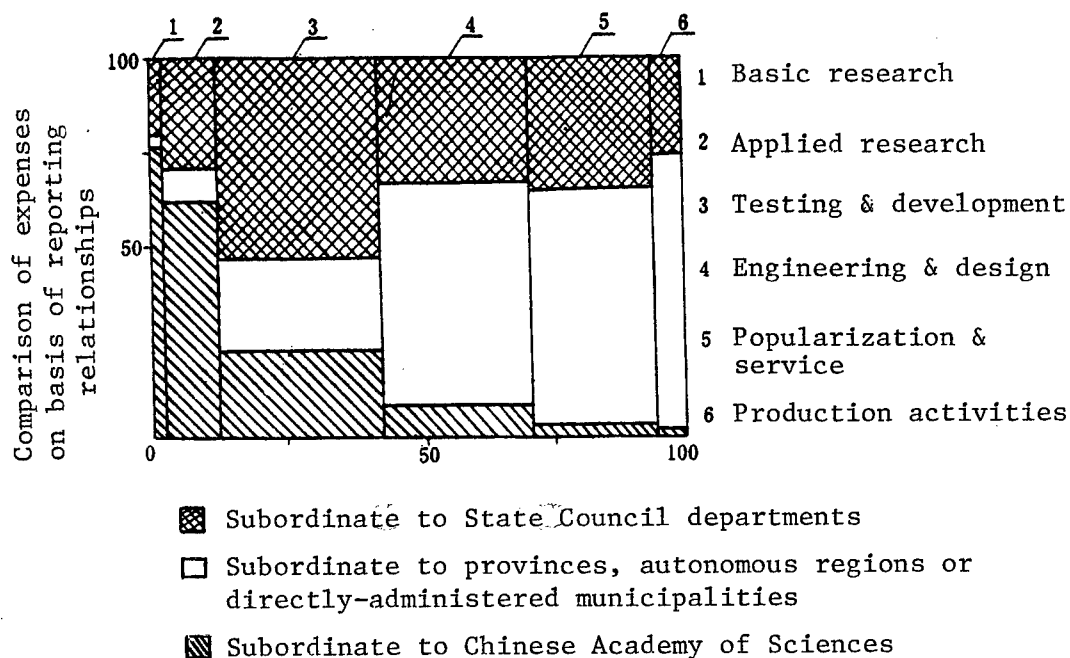 1 2 3 4 5 6
100
50
0 50 100
Comparison of expenses
on basis of reporting
relationships
1 Basic research
2 Applied research
3 Testing & development
4 Engineering & design
5 Popularization &
service
6 Production activities
Subordinate to State Council departments
Subordinate to provinces, autonomous regions or
directly-administered municipalities
Subordinate to Chinese Academy of Sciences